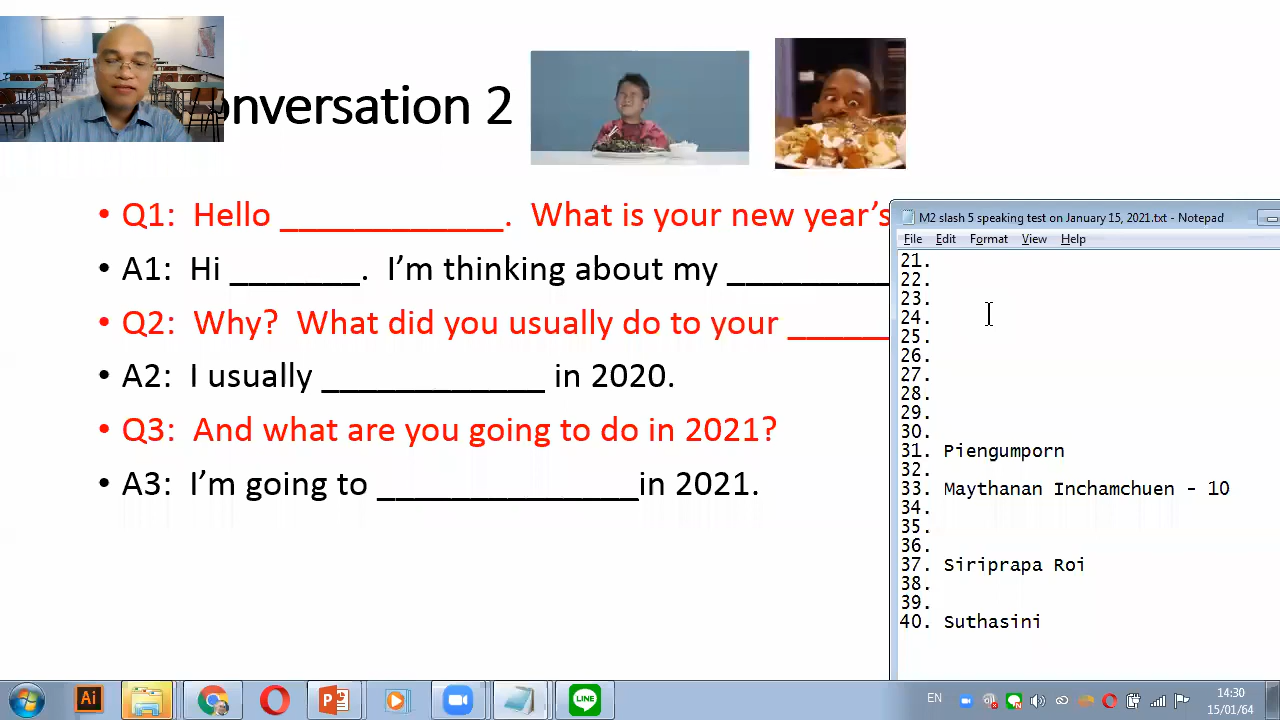 onversation 2
• Q1: Hello ____________. What is your new year's
• A1: Hi _______. I'm thinking about my _________
• Q2: Why? What did you usually do to your ______
• A2: I usually ____________ in 2020.
• Q3: And what are you going to do in 2021?
• A3: I'm going to ______________in 2021.
M2 slash 5 speaking test on January 15, 2021.txt - Notepad
File Edit Format View Help
21.
22.
23.
24.
25.
26.
27.
28.
29.
30.
31. Piengumporn
32.
33. Maythanan Inchamchuen - 10
34.
35.
36.
37. Siriprapa Roi
38.
39.
40. Suthasini
Ai
P
LINE
EN
14:30
15/01/64